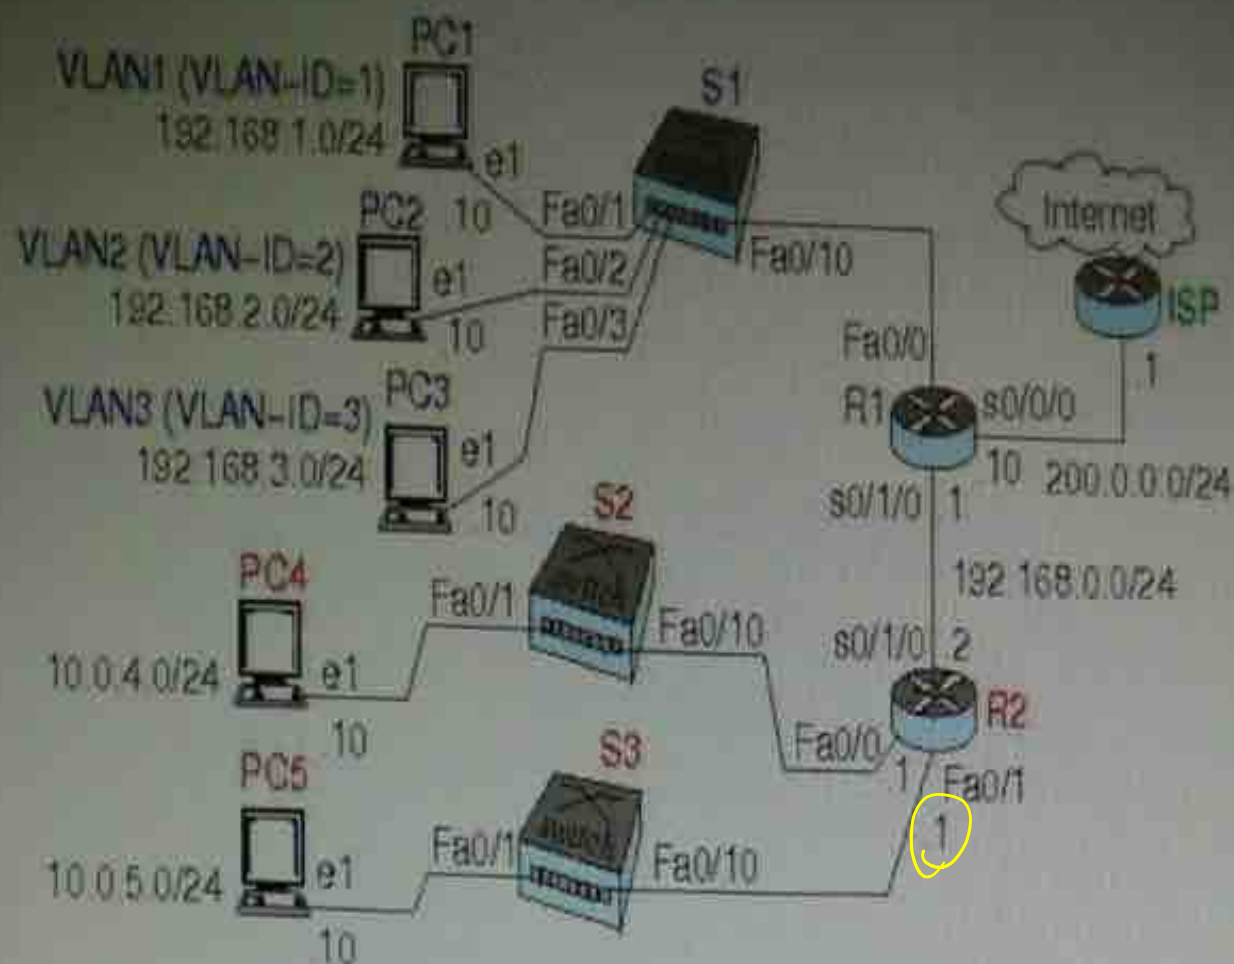 PC1
VLAN1 (VLAN-ID=1)
192.168.1.0/24
e1
.10
S1
Fa0/1
PC2
VLAN2 (VLAN-ID=2)
192.168.2.0/24
e1
.10
Fa0/2
Fa0/10
Internet
ISP
.1
PC3
VLAN3 (VLAN-ID=3)
192.168.3.0/24
e1
.10
Fa0/3
Fa0/0
R1
s0/0/0
.10
200.0.0.0/24
s0/1/0
.1
192.168.0.0/24
S2
PC4
10.0.4.0/24
e1
.10
Fa0/1
Fa0/10
s0/1/0
.2
R2
Fa0/0
.1
Fa0/1
.1
S3
PC5
10.0.5.0/24
e1
.10
Fa0/1
Fa0/10